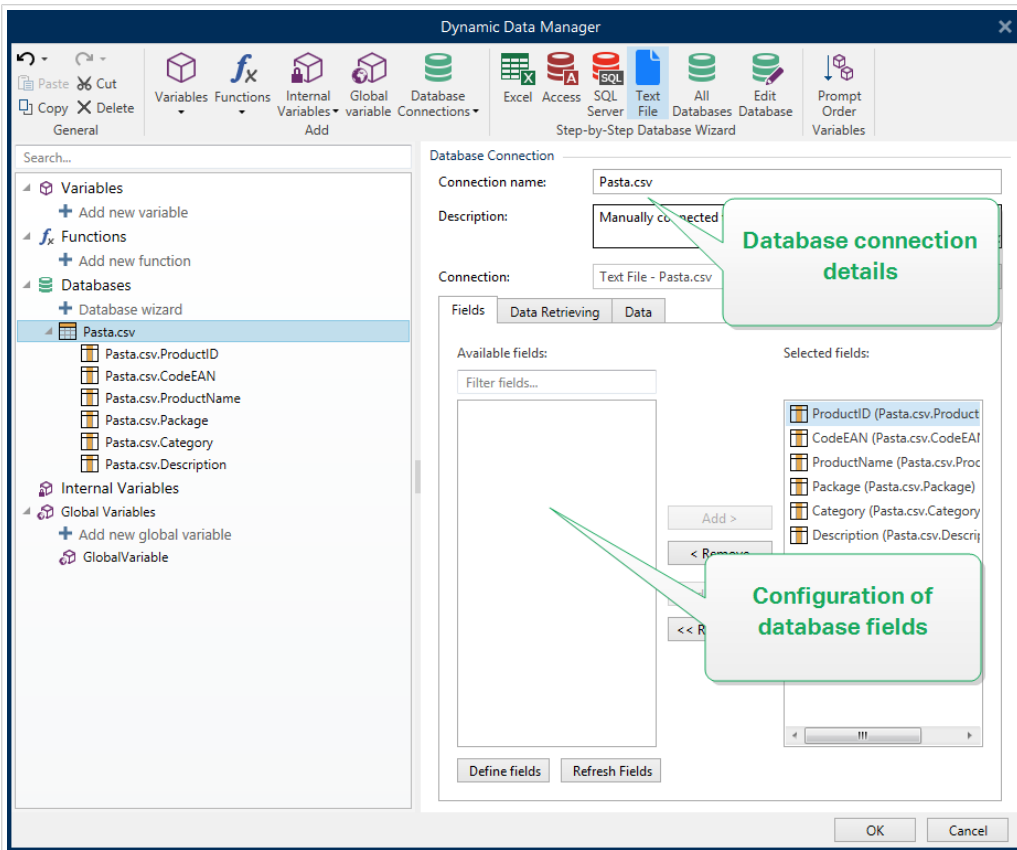 Dynamic Data Manager
Paste
Cut
Copy
Delete
General
Variables
Functions
Internal Variables
Global variable
Database Connections
Add
Excel
Access
SQL Server
Text File
All Databases
Edit Database
Step-by-Step Database Wizard
Prompt Order
Variables
Search...
Variables
Add new variable
Functions
Add new function
Databases
Database wizard
Pasta.csv
Pasta.csv.ProductID
Pasta.csv.CodeEAN
Pasta.csv.ProductName
Pasta.csv.Package
Pasta.csv.Category
Pasta.csv.Description
Internal Variables
Global Variables
Add new global variable
GlobalVariable
Database Connection
Connection name:
Pasta.csv
Description:
Manually connected
Database connection
details
Connection:
Text File - Pasta.csv
Fields
Data Retrieving
Data
Available fields:
Selected fields:
Filter fields...
ProductID (Pasta.csv.Product
CodeEAN (Pasta.csv.CodeEAI
ProductName (Pasta.csv.Proc
Package (Pasta.csv.Package)
Category (Pasta.csv.Category
Description (Pasta.csv.Descrip
Add >
< Remove
Configuration of
database fields
<< R
Define fields
Refresh Fields
OK
Cancel